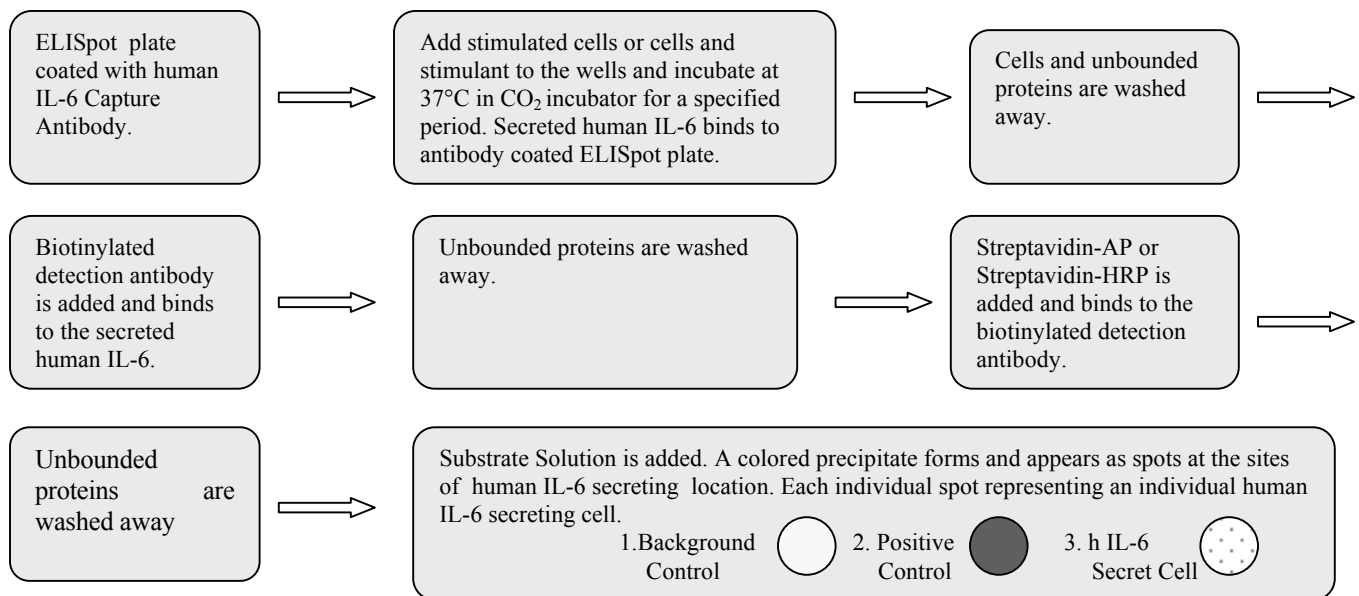 ELISpot plate
coated with human
IL-6 Capture
Antibody.
Add stimulated cells or cells and
stimulant to the wells and incubate at
37°C in CO₂ incubator for a specified
period. Secreted human IL-6 binds to
antibody coated ELISpot plate.
Cells and unbounded
proteins are washed
away.
Biotinylated
detection antibody
is added and binds
to the secreted
human IL-6.
Unbounded proteins are washed
away.
Streptavidin-AP or
Streptavidin-HRP is
added and binds to the
biotinylated detection
antibody.
Unbounded
proteins are
washed away
Substrate Solution is added. A colored precipitate forms and appears as spots at the sites
of human IL-6 secreting location. Each individual spot representing an individual human
IL-6 secreting cell.
1.Background
Control
2. Positive
Control
3. h IL-6
Secret Cell